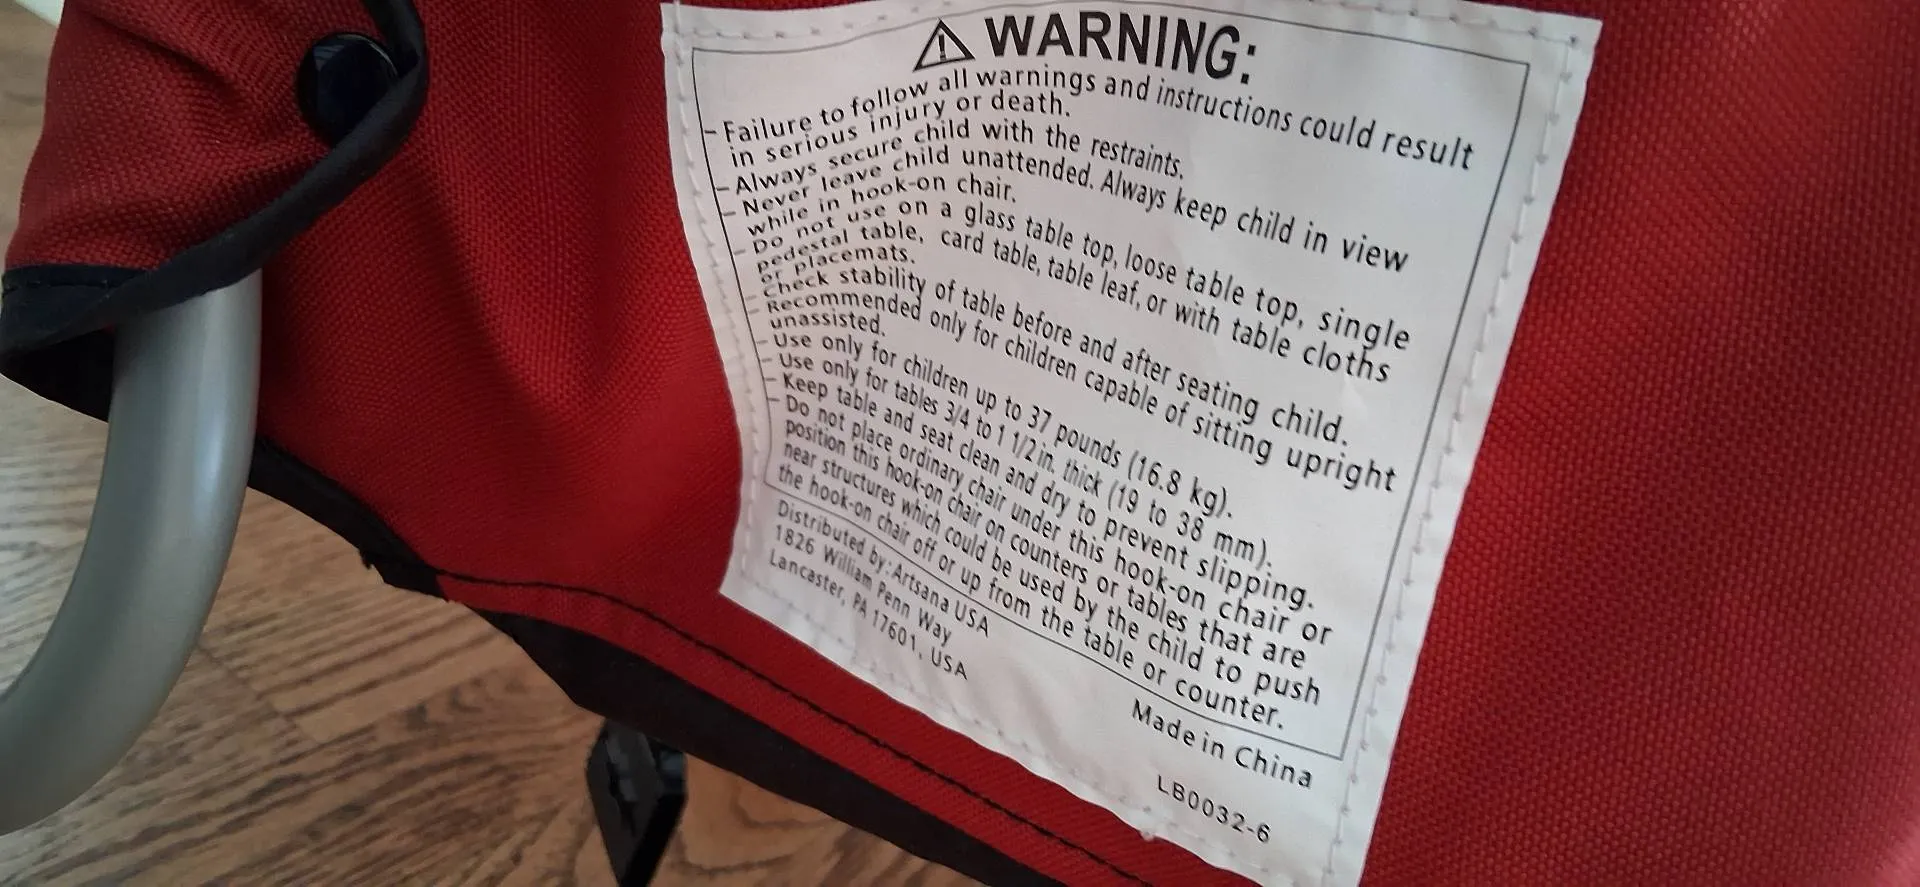 WARNING:
– Failure to follow all warnings and instructions could result
in serious injury or death.
– Always secure child with the restraints.
– Never leave child unattended. Always keep child in view
while in hook-on chair.
– Do not use on a glass table top, loose table top, single
pedestal table, card table, table leaf, or with table cloths
or placemats.
– Check stability of table before and after seating child.
– Recommended only for children capable of sitting upright
unassisted.
– Use only for children up to 37 pounds (16.8 kg).
– Use only for tables 3/4 to 1 1/2 in. thick (19 to 38 mm).
– Keep table and seat clean and dry to prevent slipping.
– Do not place ordinary chair under this hook-on chair or
position this hook-on chair on counters or tables that are
near structures which could be used by the child to push
the hook-on chair off or up from the table or counter.
Distributed by: Artsana USA
1826 William Penn Way
Lancaster, PA 17601, USA
Made in China
LB0032-6